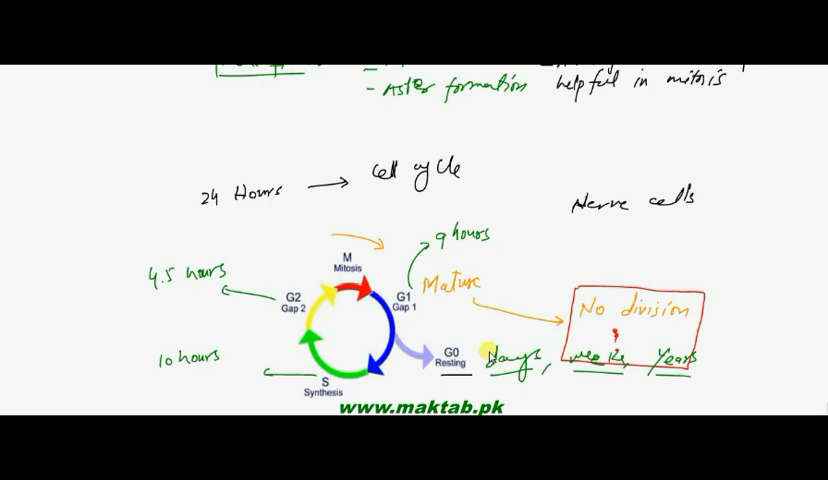 - Aster formation
helpful in mitosis
24 Hours → Cell cycle
Nerve cells
9 hours
M
Mitosis
4.5 hours
G2
Gap 2
G1
Gap 1
Mature
No division
10 hours
G0
Resting
Days, weeks, Years
S
Synthesis
www.maktab.pk